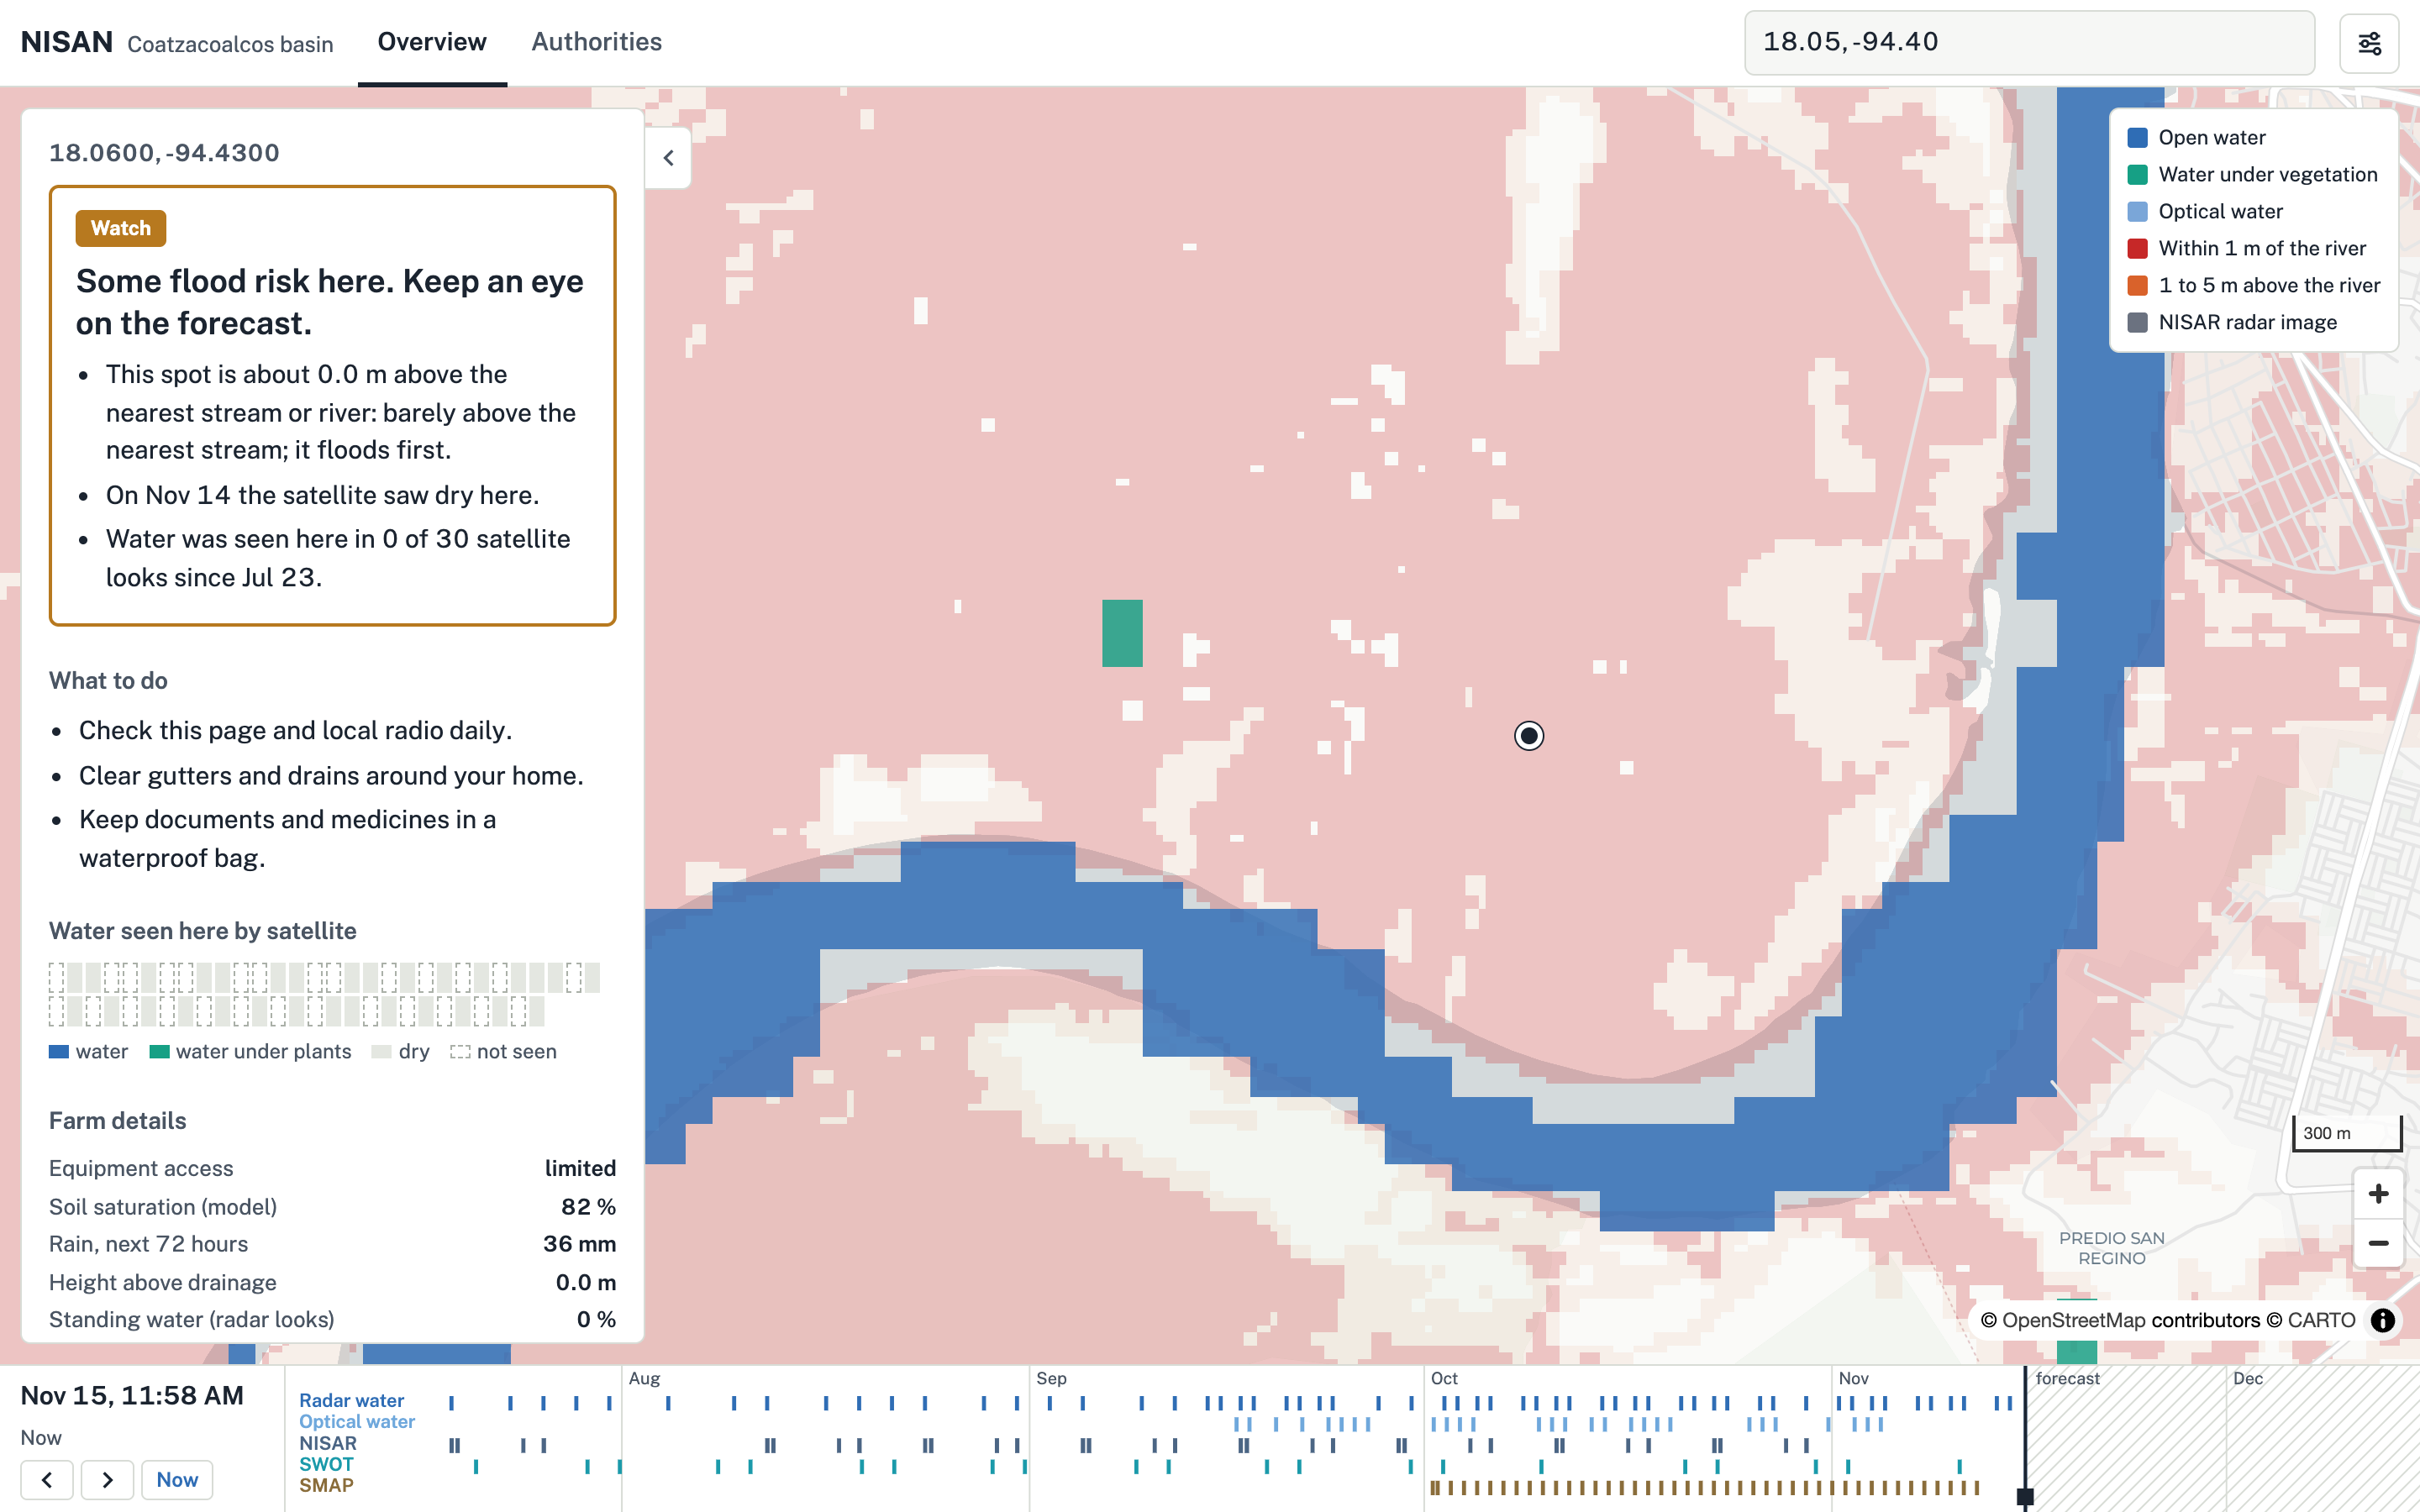 NISAN Coatzacoalcos basin Overview Authorities 18.05, -94.40
18.0600, -94.4300
Watch
Some flood risk here. Keep an eye
on the forecast.
• This spot is about 0.0 m above the
nearest stream or river: barely above the
nearest stream; it floods first.
• On Nov 14 the satellite saw dry here.
• Water was seen here in 0 of 30 satellite
looks since Jul 23.
What to do
• Check this page and local radio daily.
• Clear gutters and drains around your home.
• Keep documents and medicines in a
waterproof bag.
Water seen here by satellite
water water under plants dry not seen
Farm details
Equipment access limited
Soil saturation (model) 82 %
Rain, next 72 hours 36 mm
Height above drainage 0.0 m
Standing water (radar looks) 0 %
Open water
Water under vegetation
Optical water
Within 1 m of the river
1 to 5 m above the river
NISAR radar image
300 m
+
−
PREDIO SAN
REGINO
© OpenStreetMap contributors © CARTO
Nov 15, 11:58 AM
Now
Now
Aug Sep Oct Nov forecast Dec
Radar water
Optical water
NISAR
SWOT
SMAP